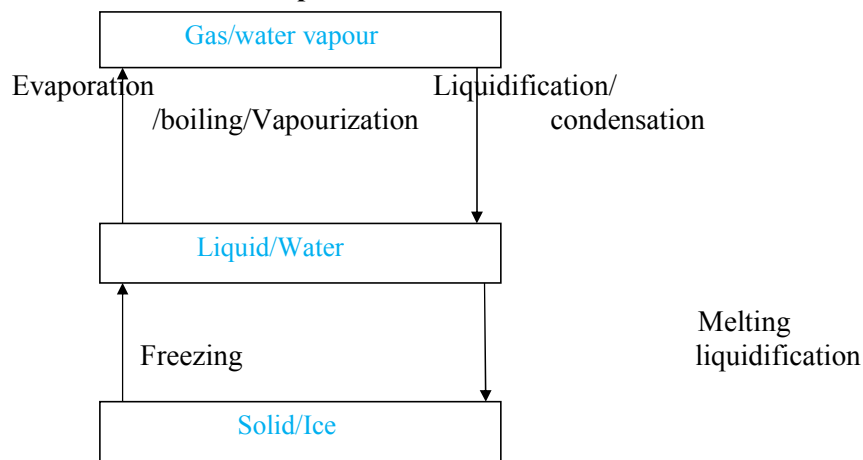 Gas/water vapour
Evaporation Liquidification/
/boiling/Vapourization condensation
Liquid/Water
Melting
Freezing liquidification
Solid/Ice